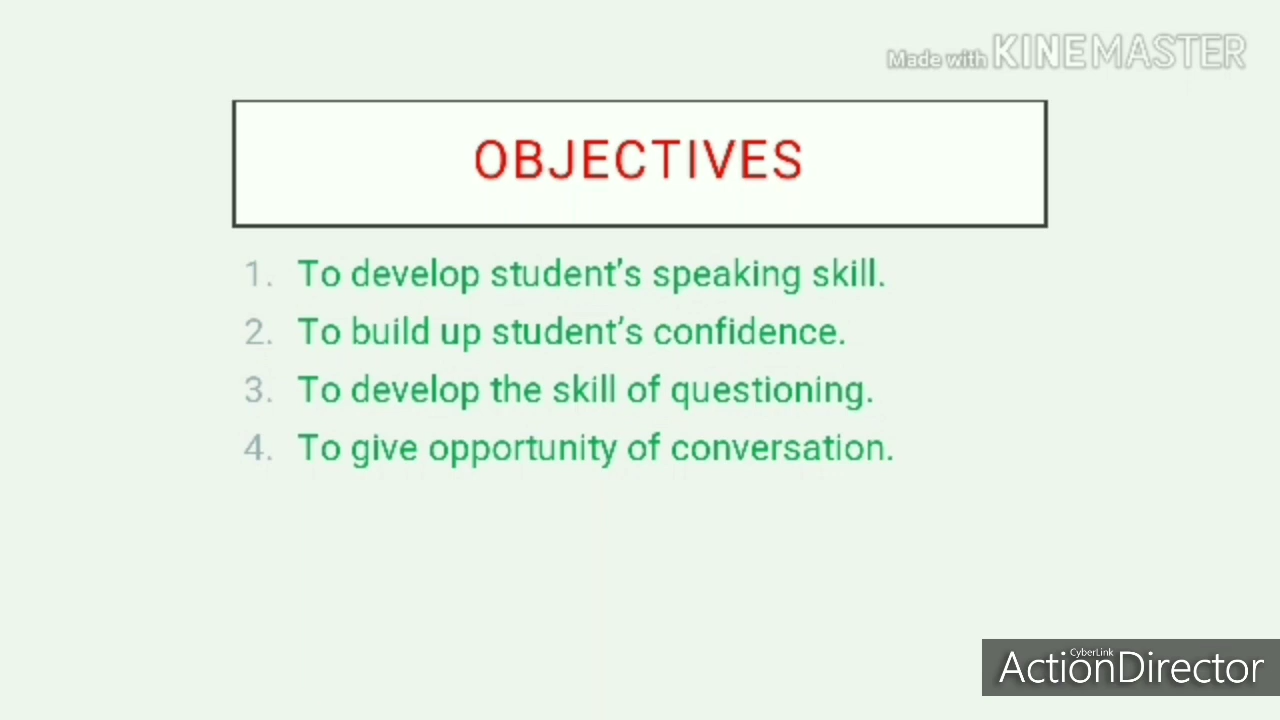 Made with KINEMASTER
OBJECTIVES
1. To develop student's speaking skill.
2. To build up student's confidence.
3. To develop the skill of questioning.
4. To give opportunity of conversation.
CyberLink
ActionDirector